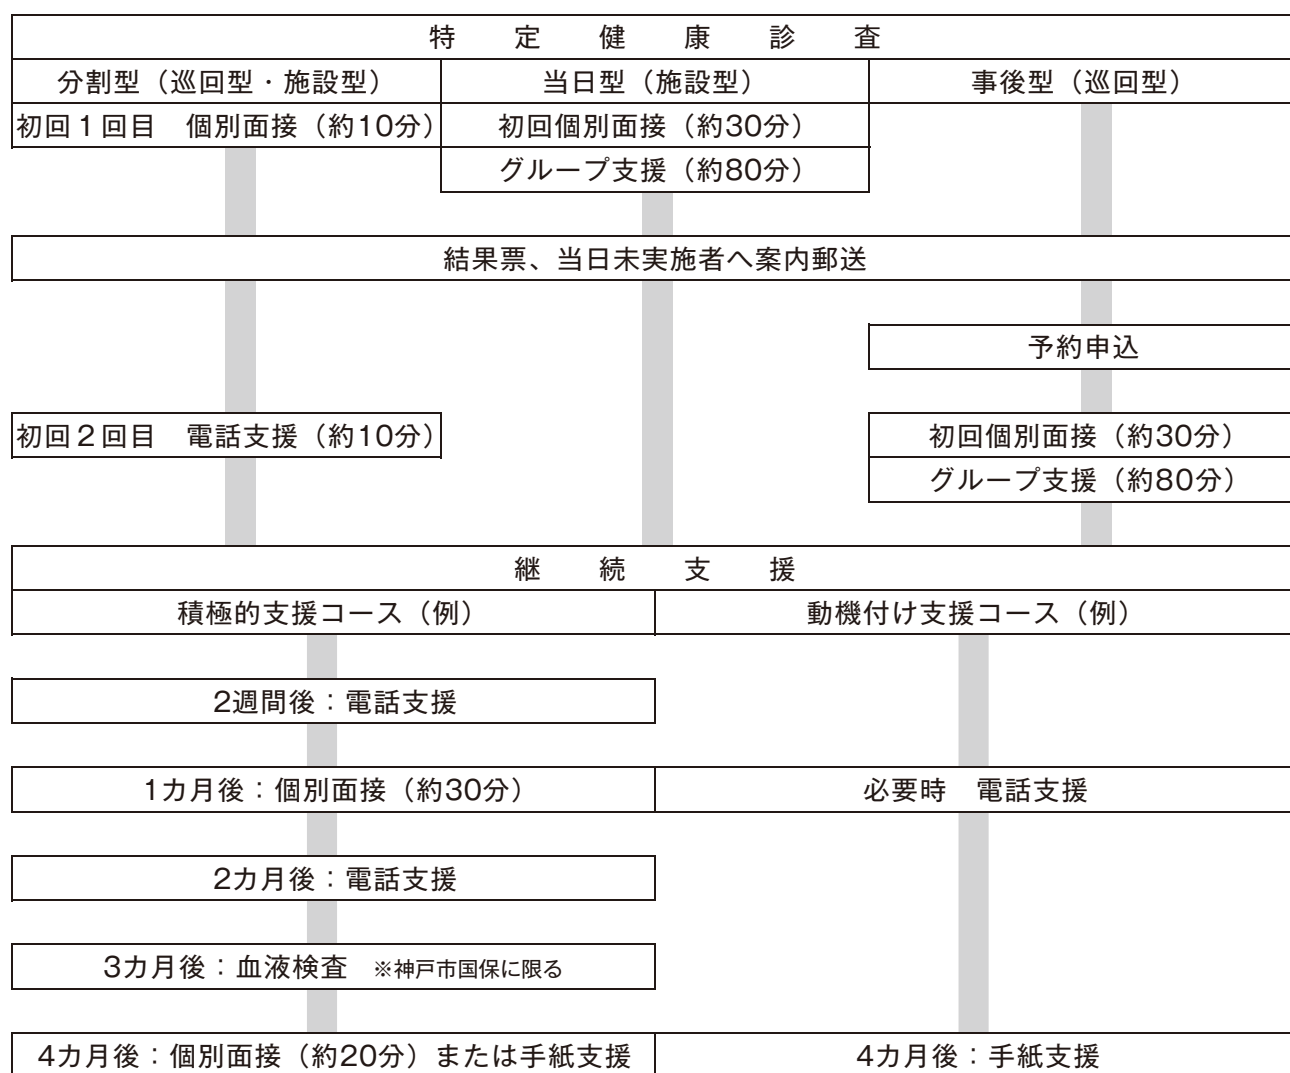 特定健康診査
分割型（巡回型・施設型） 当日型（施設型） 事後型（巡回型）
初回１回目　個別面接（約10分） 初回個別面接（約30分）
グループ支援（約80分）
結果票、当日未実施者へ案内郵送
予約申込
初回２回目　電話支援（約10分） 初回個別面接（約30分）
グループ支援（約80分）
継続支援
積極的支援コース（例） 動機付け支援コース（例）
2週間後：電話支援
1カ月後：個別面接（約30分） 必要時　電話支援
2カ月後：電話支援
3カ月後：血液検査　※神戸市国保に限る
4カ月後：個別面接（約20分）または手紙支援 4カ月後：手紙支援